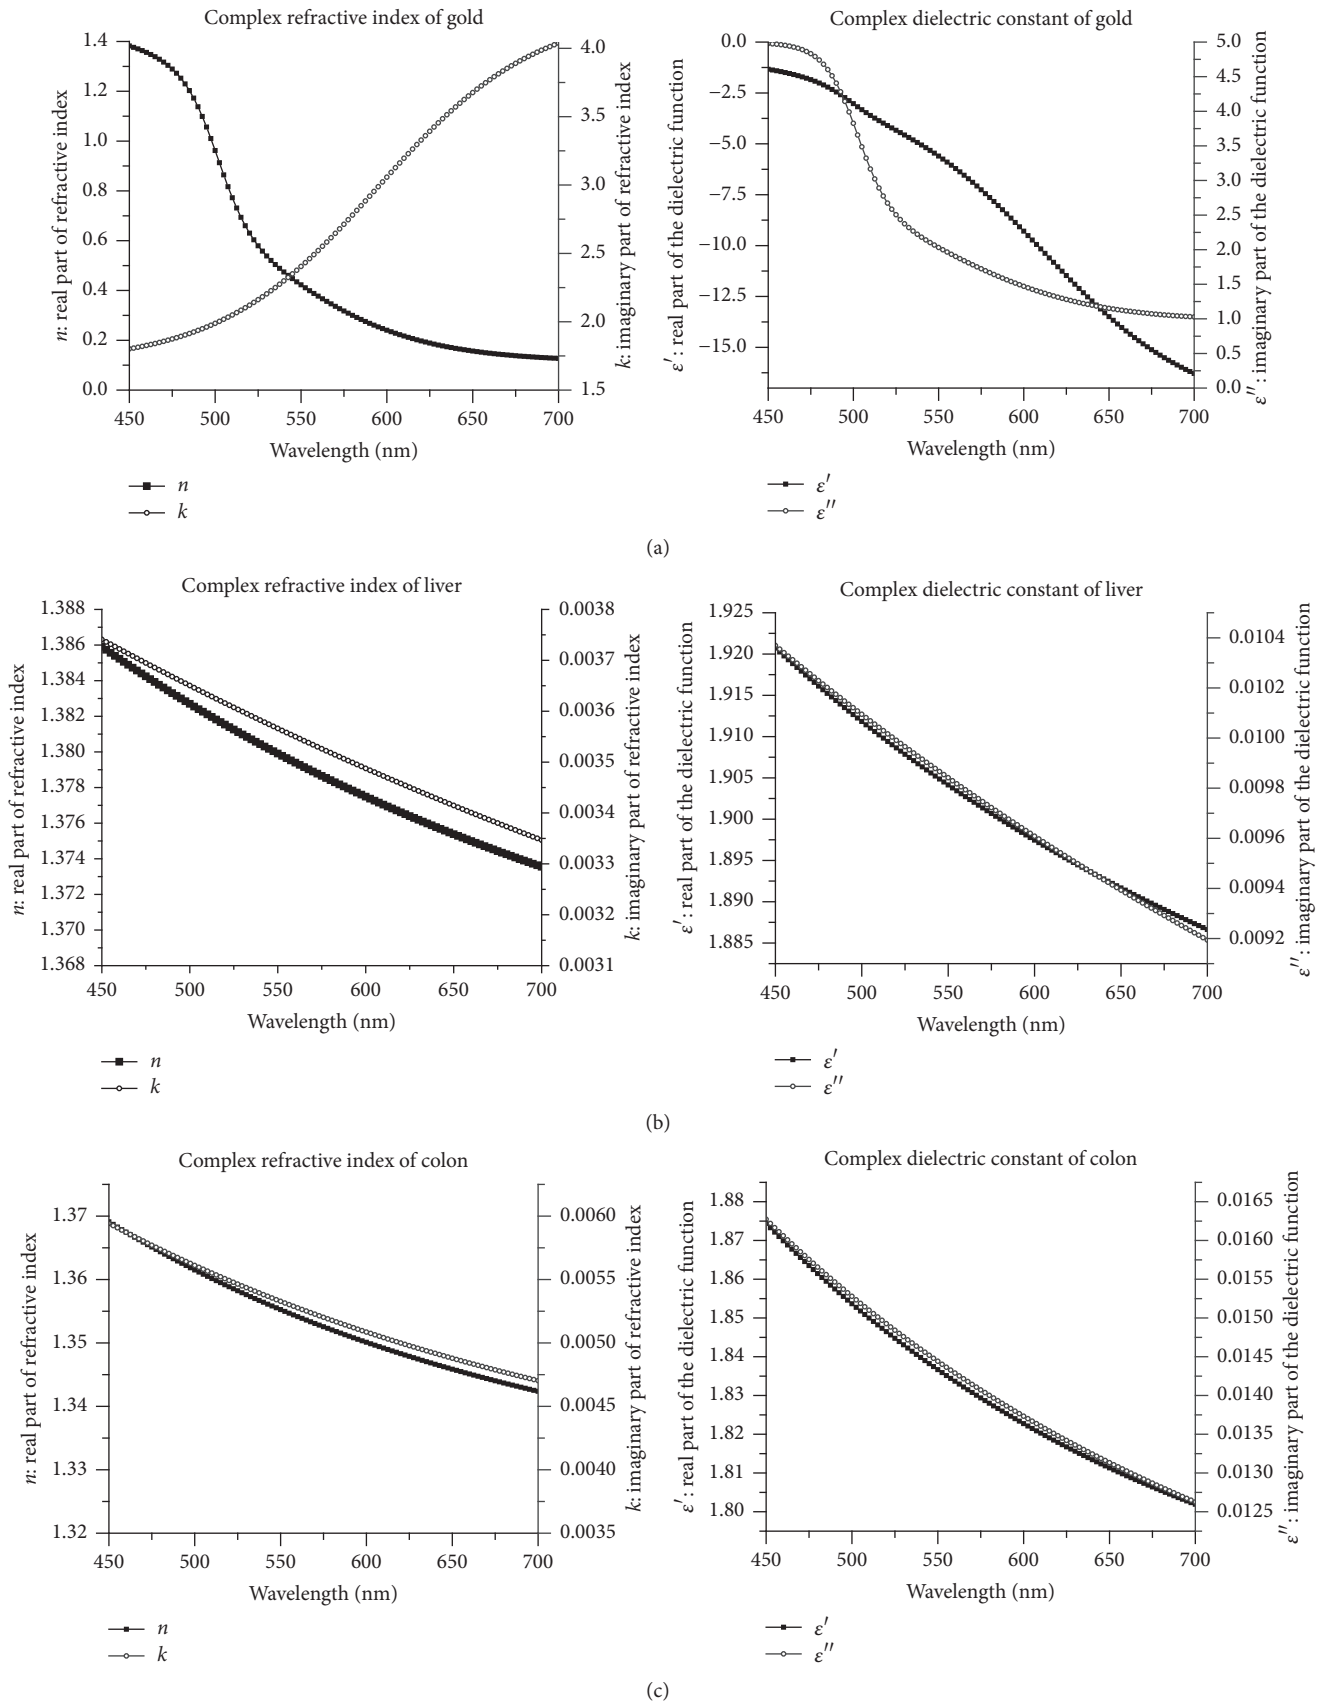 Complex refractive index of gold
n: real part of refractive index
1.4
1.2
1.0
0.8
0.6
0.4
0.2
0.0
4.0
3.5
3.0
2.5
2.0
1.5
k: imaginary part of refractive index
450 500 550 600 650 700
Wavelength (nm)
n
k
Complex dielectric constant of gold
ε′: real part of the dielectric function
0.0
−2.5
−5.0
−7.5
−10.0
−12.5
−15.0
5.0
4.5
4.0
3.5
3.0
2.5
2.0
1.5
1.0
0.5
0.0
ε″: imaginary part of the dielectric function
450 500 550 600 650 700
Wavelength (nm)
ε′
ε″
(a)
Complex refractive index of liver
n: real part of refractive index
1.388
1.386
1.384
1.382
1.380
1.378
1.376
1.374
1.372
1.370
1.368
0.0038
0.0037
0.0036
0.0035
0.0034
0.0033
0.0032
0.0031
k: imaginary part of refractive index
450 500 550 600 650 700
Wavelength (nm)
n
k
Complex dielectric constant of liver
ε′: real part of the dielectric function
1.925
1.920
1.915
1.910
1.905
1.900
1.895
1.890
1.885
0.0104
0.0102
0.0100
0.0098
0.0096
0.0094
0.0092
ε″: imaginary part of the dielectric function
450 500 550 600 650 700
Wavelength (nm)
ε′
ε″
(b)
Complex refractive index of colon
n: real part of refractive index
1.37
1.36
1.35
1.34
1.33
1.32
0.0060
0.0055
0.0050
0.0045
0.0040
0.0035
k: imaginary part of refractive index
450 500 550 600 650 700
Wavelength (nm)
n
k
Complex dielectric constant of colon
ε′: real part of the dielectric function
1.88
1.87
1.86
1.85
1.84
1.83
1.82
1.81
1.80
0.0165
0.0160
0.0155
0.0150
0.0145
0.0140
0.0135
0.0130
0.0125
ε″: imaginary part of the dielectric function
450 500 550 600 650 700
Wavelength (nm)
ε′
ε″
(c)